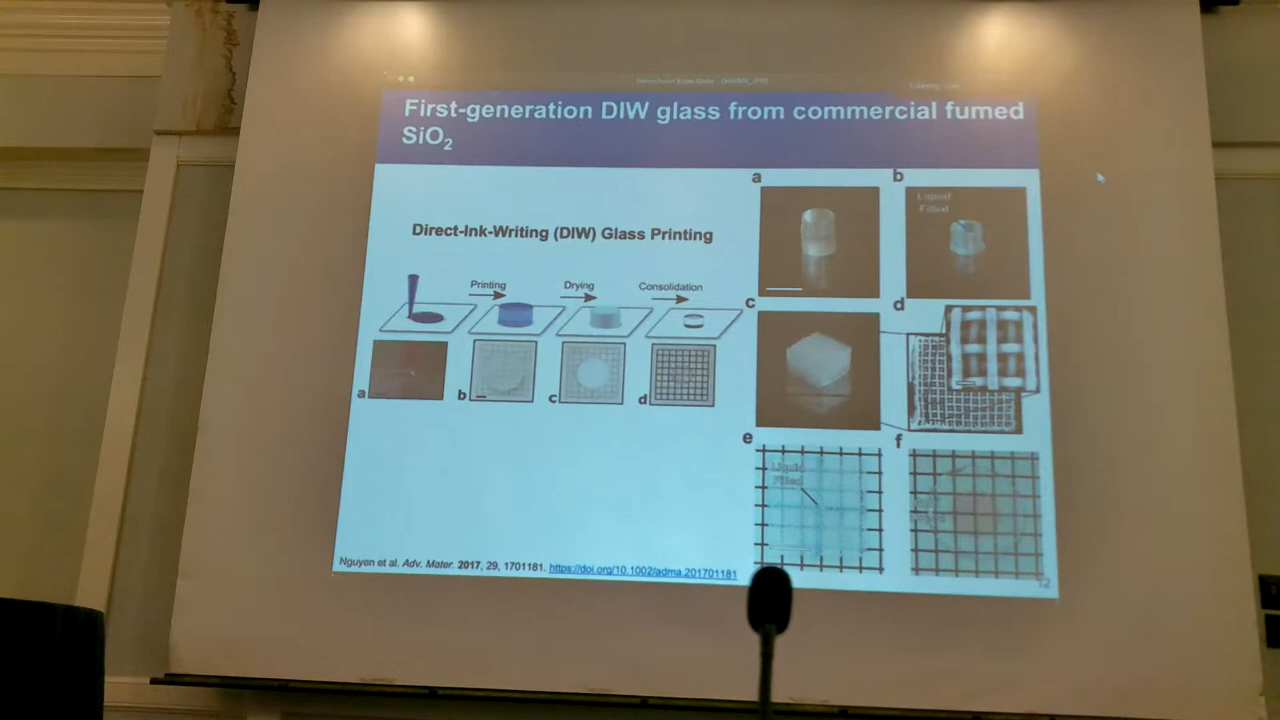 First-generation DIW glass from commercial fumed
SiO₂
Direct-Ink-Writing (DIW) Glass Printing
Printing
Drying
Consolidation
a
b
c
d
a
b
Liquid
Filled
c
d
e
Liquid
Filled
f
Nguyen et al. Adv. Mater. 2017, 29, 1701181. https://doi.org/10.1002/adma.201701181
12